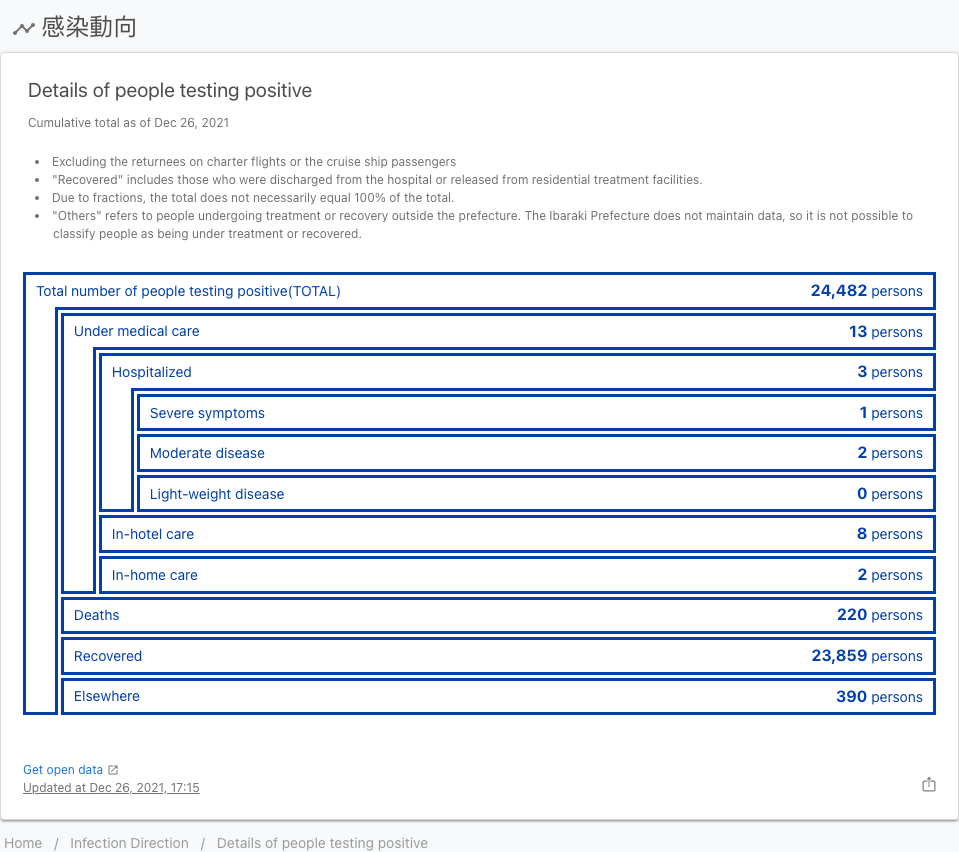 感染動向
Details of people testing positive
Cumulative total as of Dec 26, 2021
• Excluding the returnees on charter flights or the cruise ship passengers
• "Recovered" includes those who were discharged from the hospital or released from residential treatment facilities.
• Due to fractions, the total does not necessarily equal 100% of the total.
• "Others" refers to people undergoing treatment or recovery outside the prefecture. The Ibaraki Prefecture does not maintain data, so it is not possible to
classify people as being under treatment or recovered.
Total number of people testing positive(TOTAL) 24,482 persons
Under medical care 13 persons
Hospitalized 3 persons
Severe symptoms 1 persons
Moderate disease 2 persons
Light-weight disease 0 persons
In-hotel care 8 persons
In-home care 2 persons
Deaths 220 persons
Recovered 23,859 persons
Elsewhere 390 persons
Get open data
Updated at Dec 26, 2021, 17:15
Home / Infection Direction / Details of people testing positive